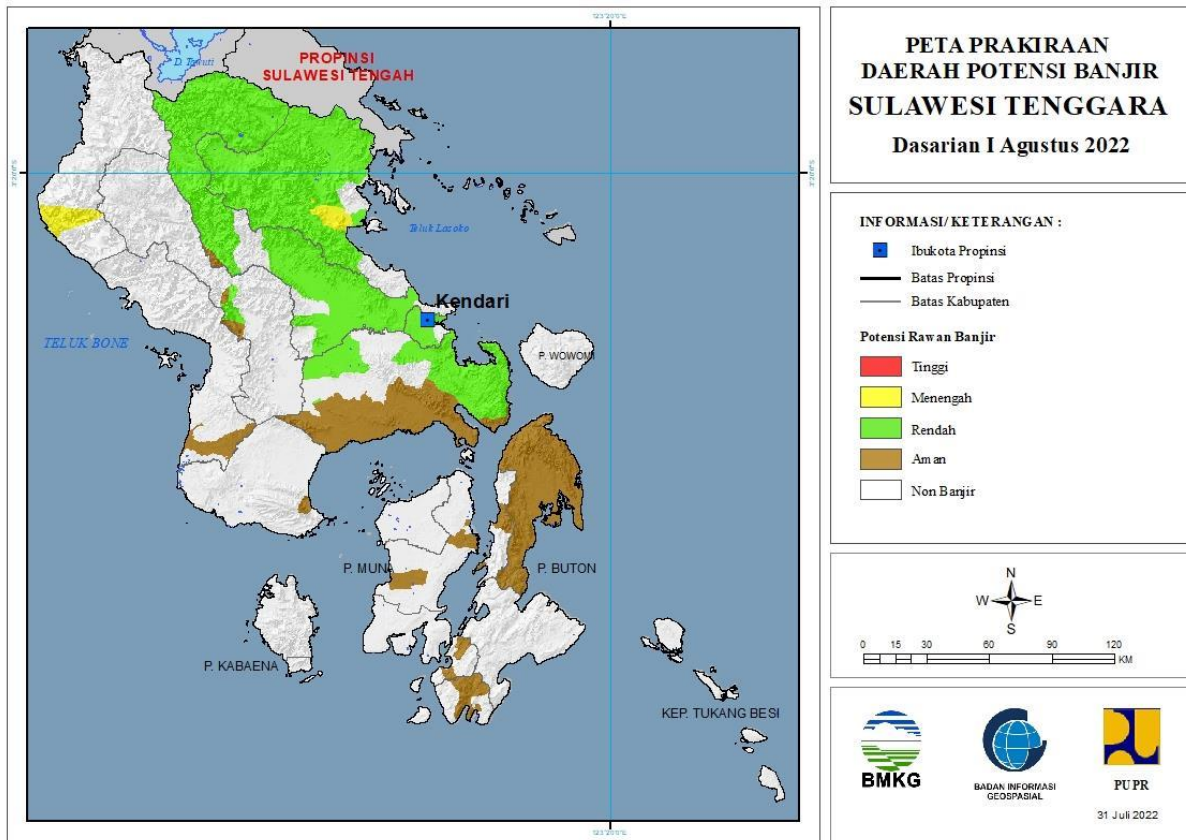 PETA PRAKIRAAN
DAERAH POTENSI BANJIR
SULAWESI TENGGARA
Dasarian I Agustus 2022
INFORMASI/ KETERANGAN :
Ibukota Propinsi
Batas Propinsi
Batas Kabupaten
Potensi Rawan Banjir
Tinggi
Menengah
Rendah
Aman
Non Banjir
N
W E
S
0 15 30 60 90 120
KM
BMKG
BADAN INFORMASI
GEOSPASIAL
PUPR
31 Juli 2022
PROPINSI
SULAWESI TENGAH
Kendari
TELUK BONE
P. WOWONI
P. MUNA
P. BUTON
P. KABAENA
KEP. TUKANG BESI